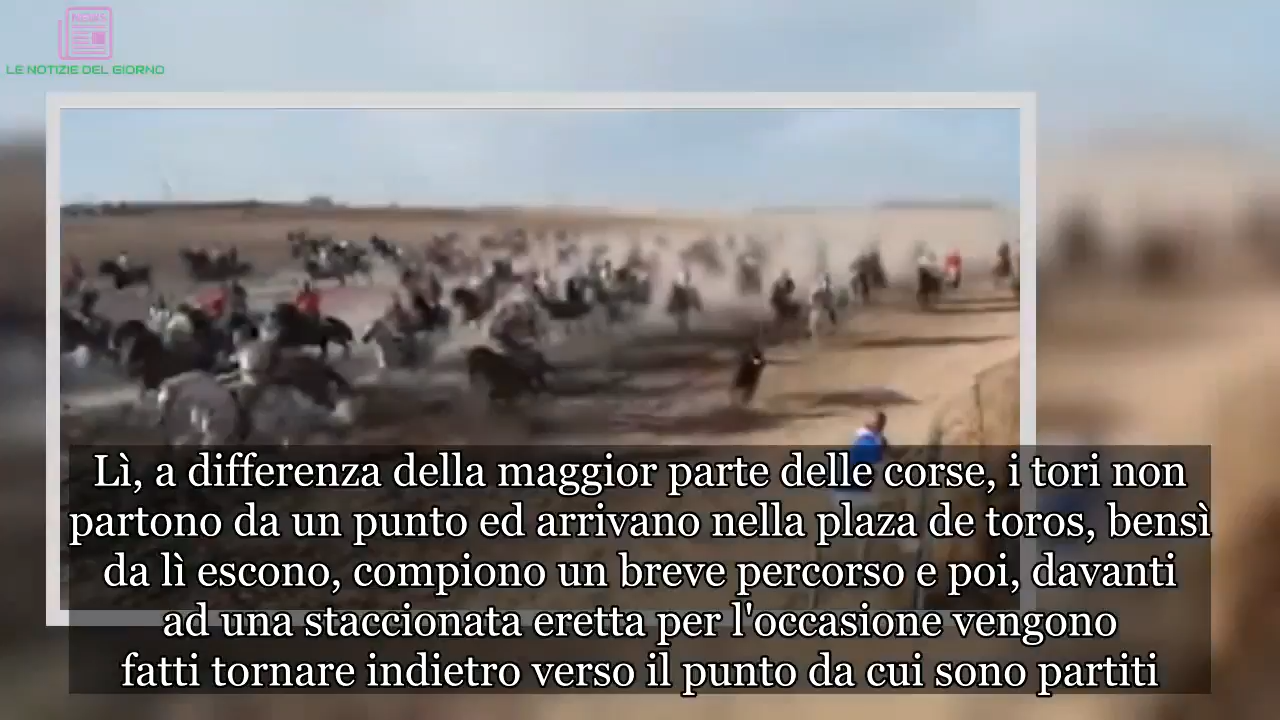 NEWS
LE NOTIZIE DEL GIORNO
Lì, a differenza della maggior parte delle corse, i tori non
partono da un punto ed arrivano nella plaza de toros, bensì
da lì escono, compiono un breve percorso e poi, davanti
ad una staccionata eretta per l'occasione vengono
fatti tornare indietro verso il punto da cui sono partiti